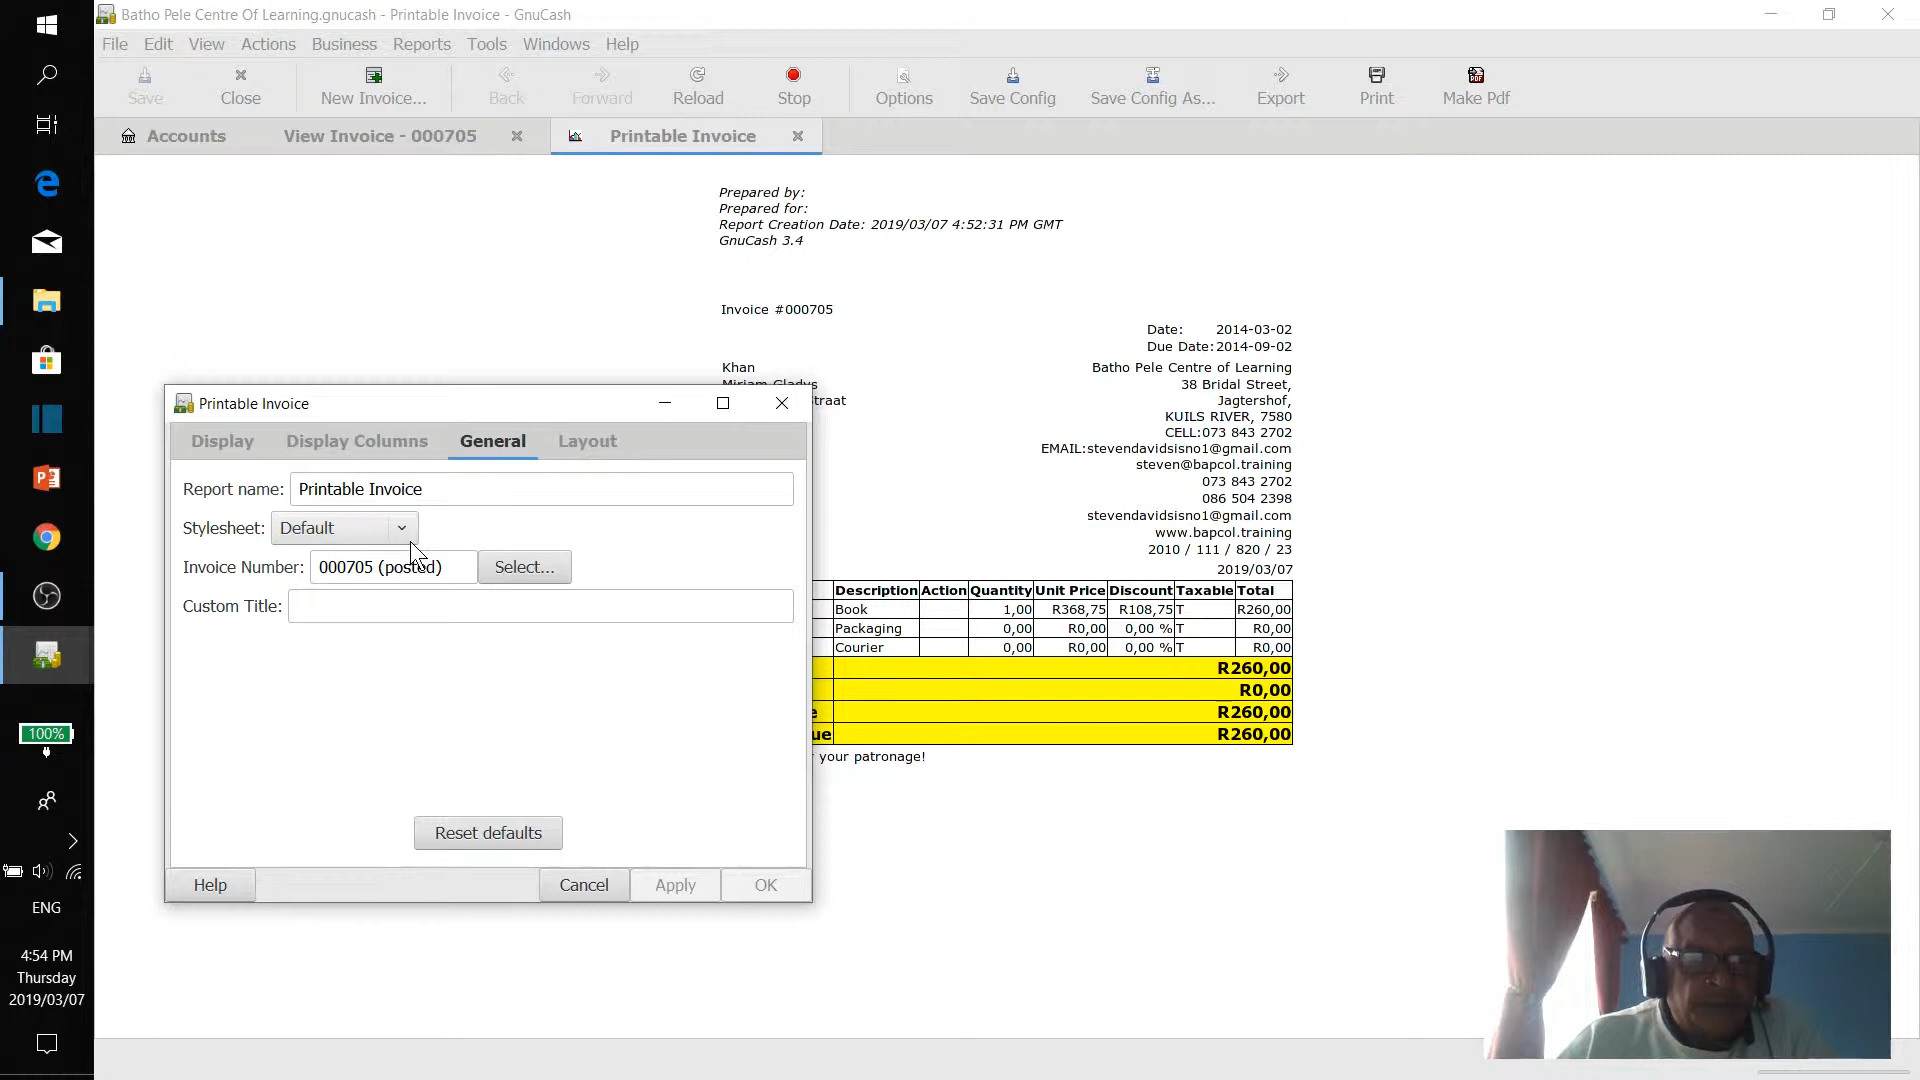 Batho Pele Centre Of Learning.gnucash - Printable Invoice - GnuCash
File Edit View Actions Business Reports Tools Windows Help
Save Close New Invoice... Back Forward Reload Stop Options Save Config Save Config As... Export Print Make Pdf
Accounts View Invoice - 000705 Printable Invoice
Prepared by:
Prepared for:
Report Creation Date: 2019/03/07 4:52:31 PM GMT
GnuCash 3.4
Invoice #000705
Date: 2014-03-02
Due Date: 2014-09-02
Khan
Miriam Gladys
straat
Batho Pele Centre of Learning
38 Bridal Street,
Jagtershof,
KUILS RIVER, 7580
CELL:073 843 2702
EMAIL:stevendavidsisno1@gmail.com
steven@bapcol.training
073 843 2702
086 504 2398
stevendavidsisno1@gmail.com
www.bapcol.training
2010 / 111 / 820 / 23
2019/03/07
Description Action Quantity Unit Price Discount Taxable Total
Book 1,00 R368,75 R108,75 T R260,00
Packaging 0,00 R0,00 0,00 % T R0,00
Courier 0,00 R0,00 0,00 % T R0,00
R260,00
R0,00
e R260,00
ue R260,00
r your patronage!
Printable Invoice
Display Display Columns General Layout
Report name: Printable Invoice
Stylesheet: Default
Invoice Number: 000705 (posted) Select...
Custom Title:
Reset defaults
Help Cancel Apply OK
100%
ENG
4:54 PM
Thursday
2019/03/07